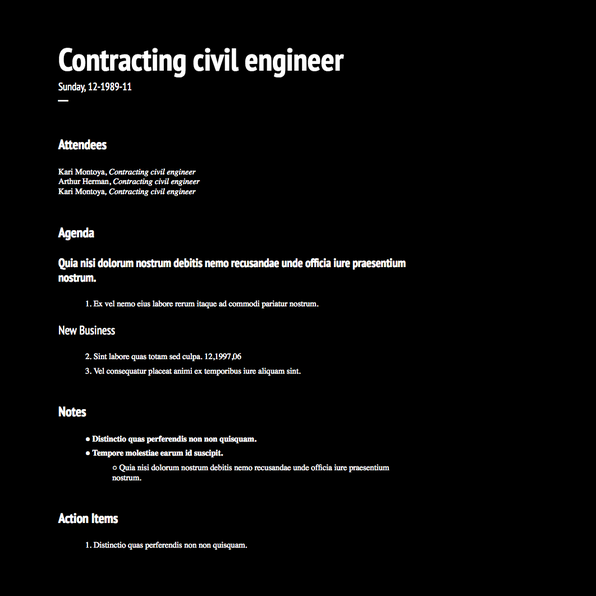 Contracting civil engineer
Sunday, 12-1989-11
Attendees
Kari Montoya, Contracting civil engineer
Arthur Herman, Contracting civil engineer
Kari Montoya, Contracting civil engineer
Agenda
Quia nisi dolorum nostrum debitis nemo recusandae unde officia iure praesentium
nostrum.
1. Ex vel nemo eius labore rerum itaque ad commodi pariatur nostrum.
New Business
2. Sint labore quas totam sed culpa. 12,1997,06
3. Vel consequatur placeat animi ex temporibus iure aliquam sint.
Notes
● Distinctio quas perferendis non non quisquam.
● Tempore molestiae earum id suscipit.
○ Quia nisi dolorum nostrum debitis nemo recusandae unde officia iure praesentium
nostrum.
Action Items
1. Distinctio quas perferendis non non quisquam.